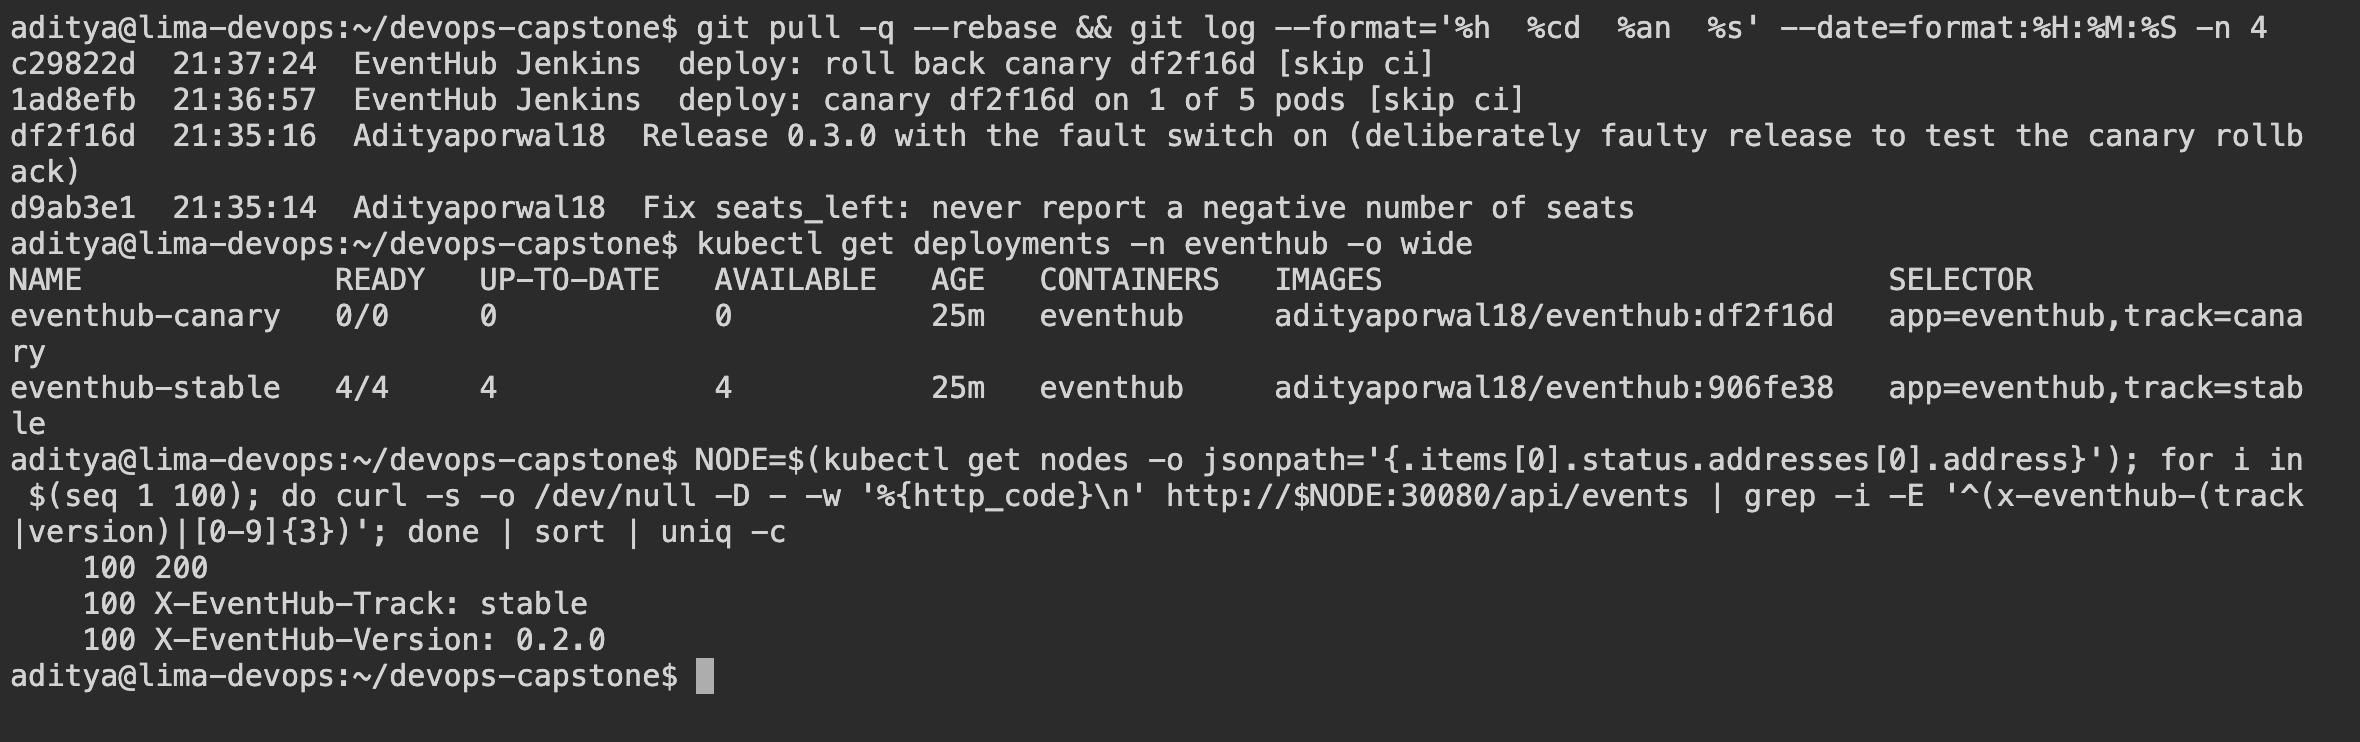 aditya@lima-devops:~/devops-capstone$ git pull -q --rebase && git log --format='%h  %cd  %an  %s' --date=format:%H:%M:%S -n 4
c29822d  21:37:24  EventHub Jenkins  deploy: roll back canary df2f16d [skip ci]
1ad8efb  21:36:57  EventHub Jenkins  deploy: canary df2f16d on 1 of 5 pods [skip ci]
df2f16d  21:35:16  Adityaporwal18  Release 0.3.0 with the fault switch on (deliberately faulty release to test the canary rollb
ack)
d9ab3e1  21:35:14  Adityaporwal18  Fix seats_left: never report a negative number of seats
aditya@lima-devops:~/devops-capstone$ kubectl get deployments -n eventhub -o wide
NAME              READY   UP-TO-DATE   AVAILABLE   AGE   CONTAINERS   IMAGES                            SELECTOR
eventhub-canary   0/0     0            0           25m   eventhub     adityaporwal18/eventhub:df2f16d   app=eventhub,track=cana
ry
eventhub-stable   4/4     4            4           25m   eventhub     adityaporwal18/eventhub:906fe38   app=eventhub,track=stab
le
aditya@lima-devops:~/devops-capstone$ NODE=$(kubectl get nodes -o jsonpath='{.items[0].status.addresses[0].address}'); for i in
 $(seq 1 100); do curl -s -o /dev/null -D - -w '%{http_code}\n' http://$NODE:30080/api/events | grep -i -E '^(x-eventhub-(track
|version)|[0-9]{3})'; done | sort | uniq -c
    100 200
    100 X-EventHub-Track: stable
    100 X-EventHub-Version: 0.2.0
aditya@lima-devops:~/devops-capstone$